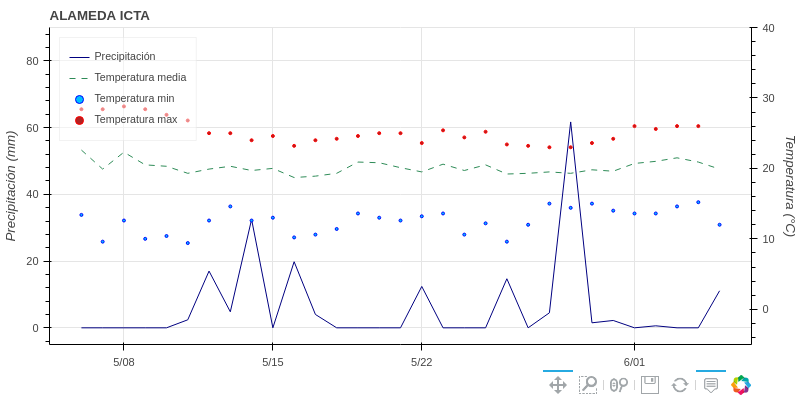 ALAMEDA ICTA
Precipitación
Temperatura media
Temperatura min
Temperatura max
Precipitación (mm)
80
60
40
20
0
Temperatura (°C)
40
30
20
10
0
5/08
5/15
5/22
6/01